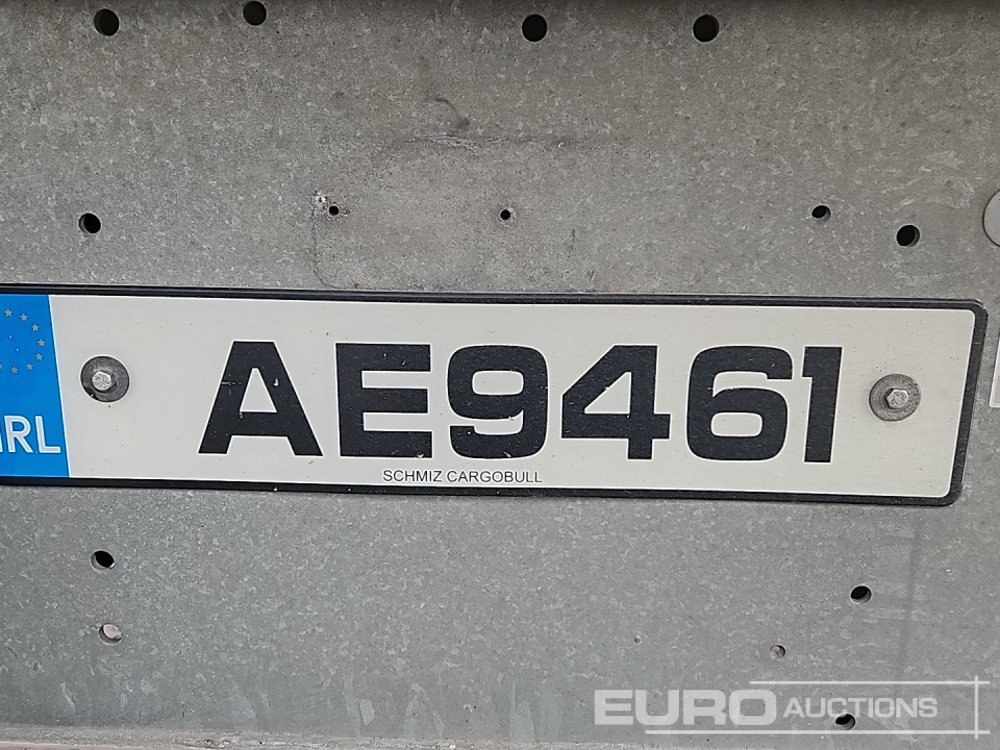 AE9461
IRL
SCHMIZ CARGOBULL
EURO AUCTIONS